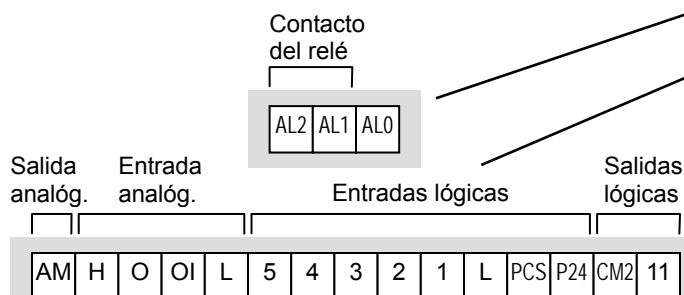 Contacto
del relé
AL2 AL1 AL0
Salida
analóg.
Entrada
analóg.
Entradas lógicas
Salidas
lógicas
AM H O OI L 5 4 3 2 1 L PCS P24 CM2 11